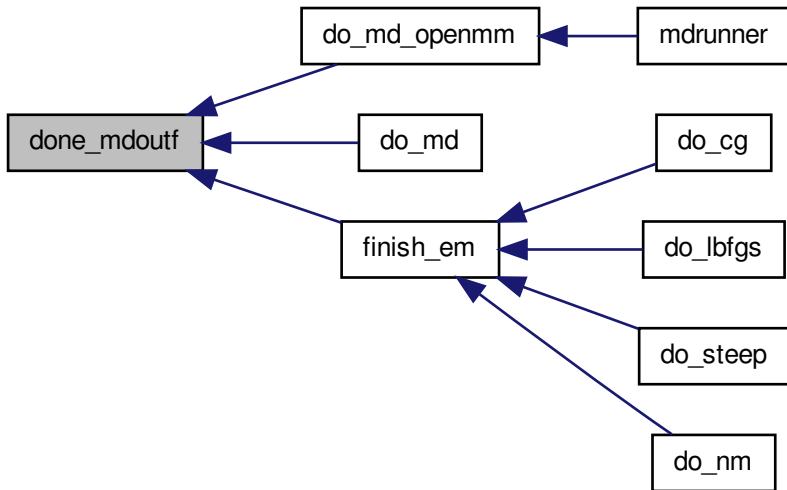 do_md_openmm
mdrunner
done_mdoutf
do_md
do_cg
finish_em
do_lbfgs
do_steep
do_nm